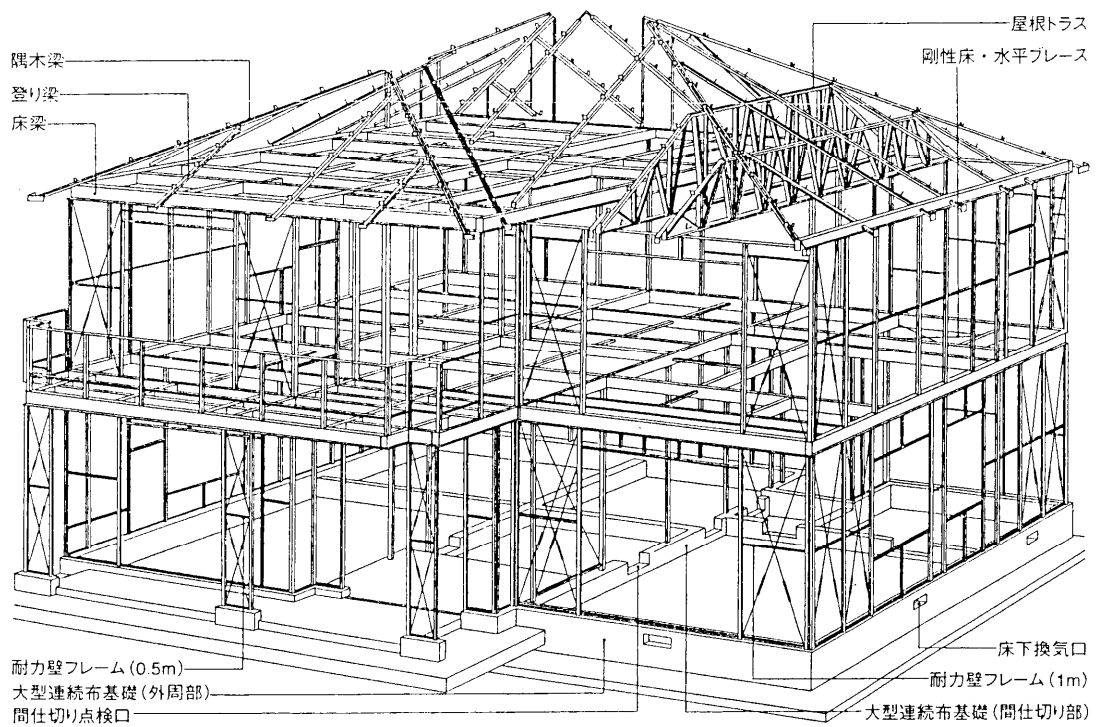 屋根トラス
剛性床・水平ブレース
隅木梁
登り梁
床梁
耐力壁フレーム(0.5m)
大型連続布基礎(外周部)
間仕切り点検口
床下換気口
耐力壁フレーム(1m)
大型連続布基礎(間仕切り部)